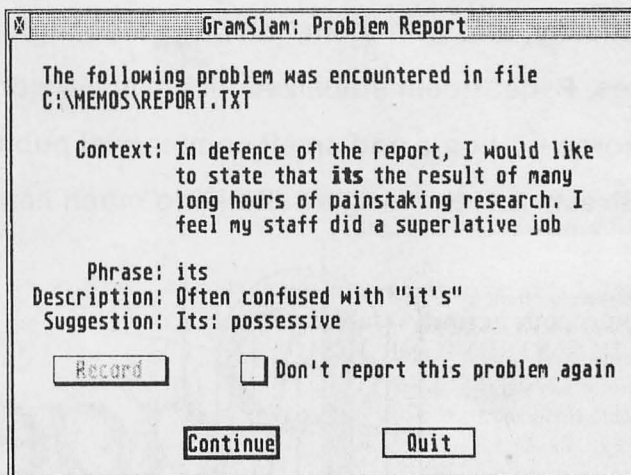 GramSlam: Problem Report
The following problem was encountered in file
C:\MEMOS\REPORT.TXT
Context: In defence of the report, I would like
to state that its the result of many
long hours of painstaking research. I
feel my staff did a superlative job
Phrase: its
Description: Often confused with "it's"
Suggestion: Its: possessive
Record
Don't report this problem again
Continue
Quit